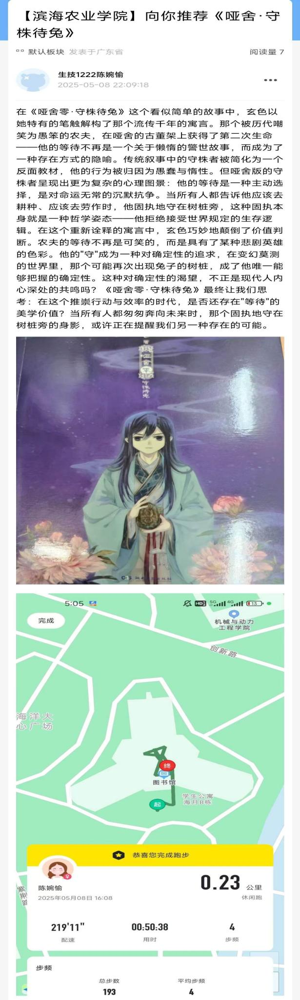 【滨海农业学院】向你推荐《哑舍·守
株待兔》
默认板块 发表于广东省 阅读量 7
生技1222陈婉愉
2025-05-08 22:09:18
在《哑舍零·守株待兔》这个看似简单的故事中，玄色以
她特有的笔触解构了那个流传千年的寓言。那个被历代嘲
笑为愚笨的农夫，在哑舍的古董架上获得了第二次生命
——他的等待不再是一个关于懒惰的警世故事，而成为了
一种存在方式的隐喻。传统叙事中的守株者被简化为一个
反面教材，他的行为被归因为愚蠢与惰性。但哑舍版的守
株者呈现出更为复杂的心理图景：他的等待是一种主动选
择，是对命运无常的沉默抗争。当所有人都告诉他应该去
耕种、应该去劳作时，他固执地守在树桩旁，这种固执本
身就是一种哲学姿态——他拒绝接受世界规定的生存逻
辑。在这个重新诠释的寓言中，玄色巧妙地颠倒了价值判
断。农夫的等待不再是可笑的，而是具有了某种悲剧英雄
的色彩。他的"守"成为一种对确定性的追求，在变幻莫测
的世界里，那个可能再次出现兔子的树桩，成了他唯一能
够把握的确定性。这种对确定性的渴望，不正是现代人内
心深处的共鸣吗？《哑舍零·守株待兔》最终让我们思
考：在这个推崇行动与效率的时代，是否还存在"等待"的
美学价值？当所有人都匆匆奔向未来时，那个固执地守在
树桩旁的身影，或许正在提醒我们另一种存在的可能。
著
舍
零
守株待兔
5:05 HD 5G 4G 13
完成
机械与动力
工程学院
创新路
海洋大
心广场
终
图书馆
学生公寓
海月B栋
起
紫荆路
恭喜您完成跑步
陈婉愉
2025年05月08日 16:08
0.23 公里
休闲跑
219'11" 00:50:38 4
配速 用时 步频
步频
总步数 平均步频
193 4